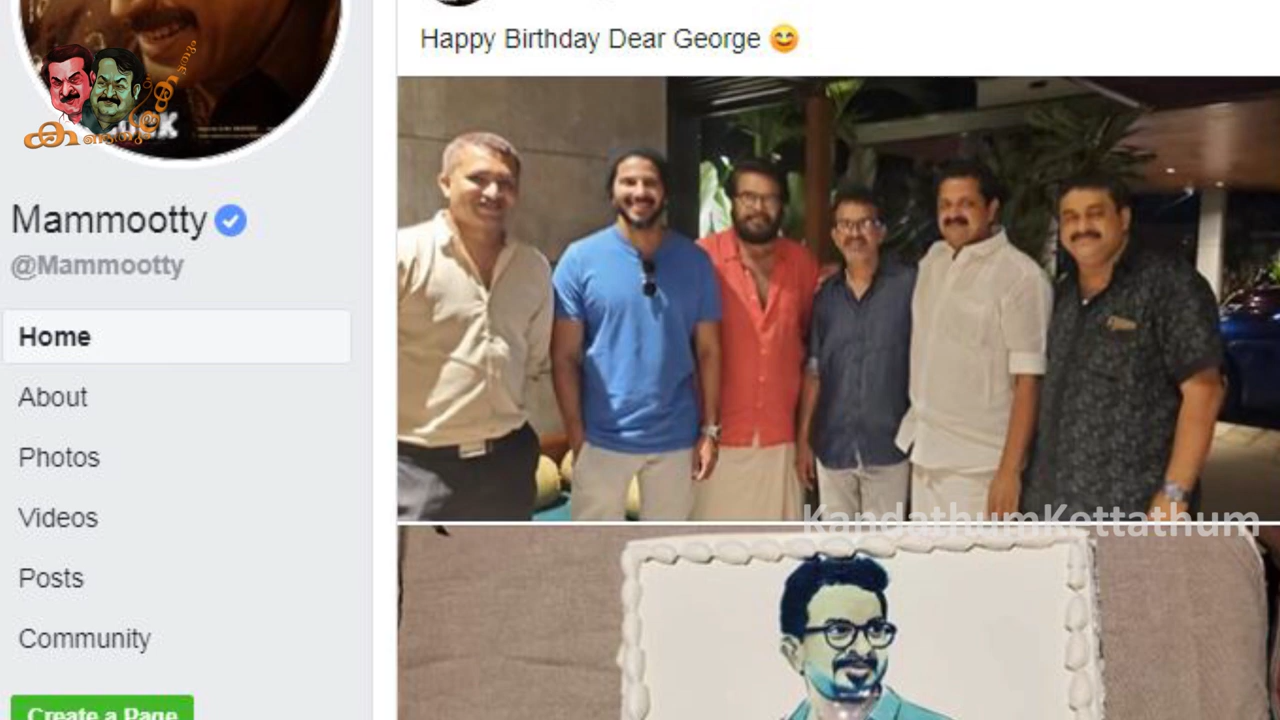 Happy Birthday Dear George 😊
Mammootty
@Mammootty
Home
About
Photos
Videos
Posts
Community
Create a Page
KandathumKettathum